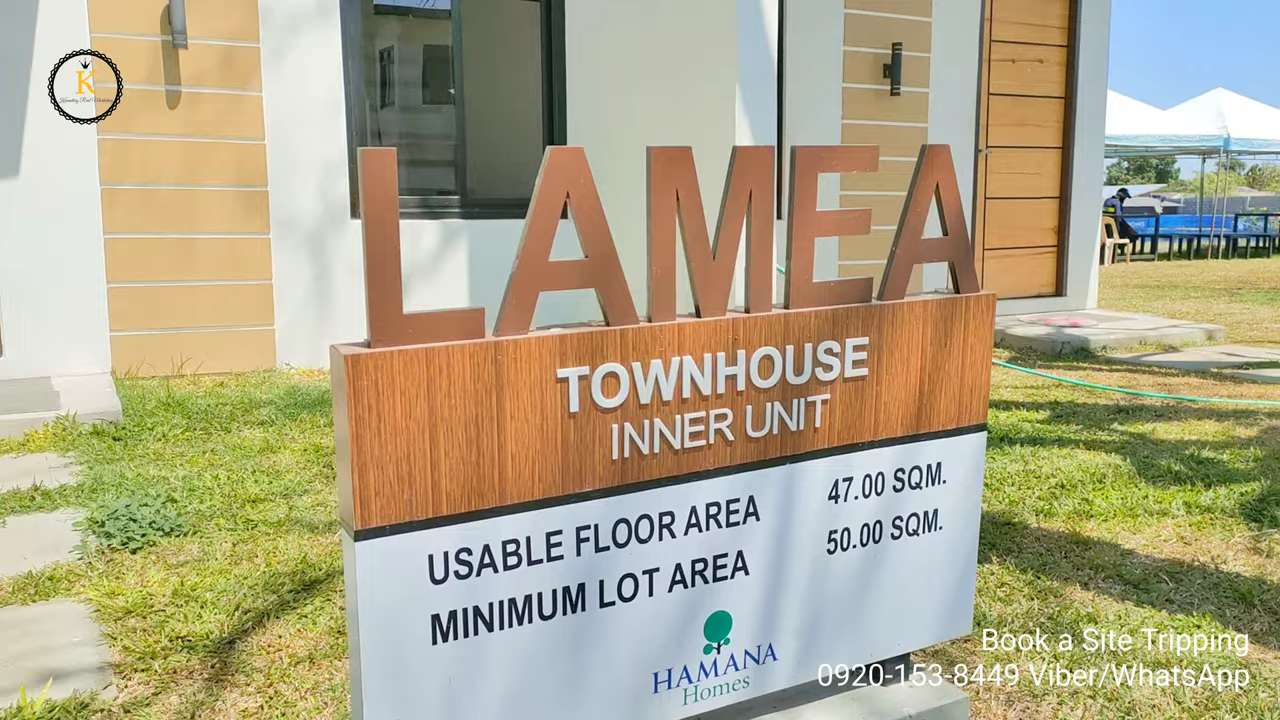 K
LAMEA
TOWNHOUSE
INNER UNIT
USABLE FLOOR AREA 47.00 SQM.
MINIMUM LOT AREA 50.00 SQM.
HAMANA
Homes
Book a Site Tripping
0920-153-8449 Viber/WhatsApp